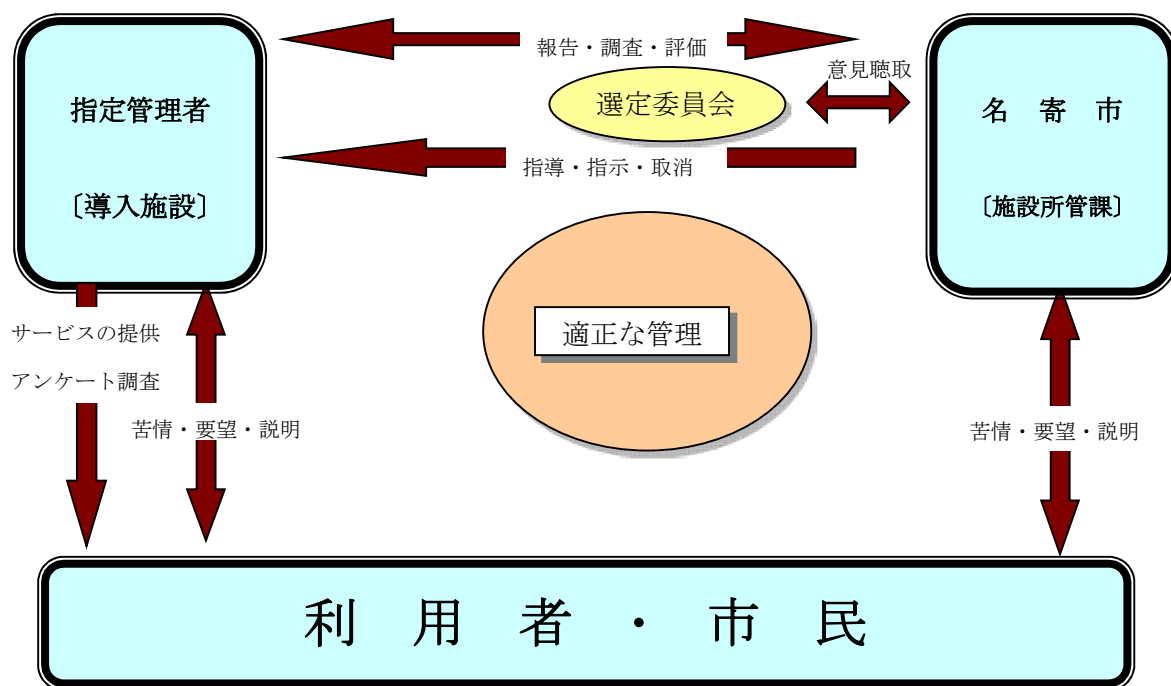 報告・調査・評価
意見聴取
指定管理者
選定委員会
名 寄 市
指導・指示・取消
〔導入施設〕
〔施設所管課〕
適正な管理
サービスの提供
アンケート調査
苦情・要望・説明
苦情・要望・説明
利 用 者 ・ 市 民